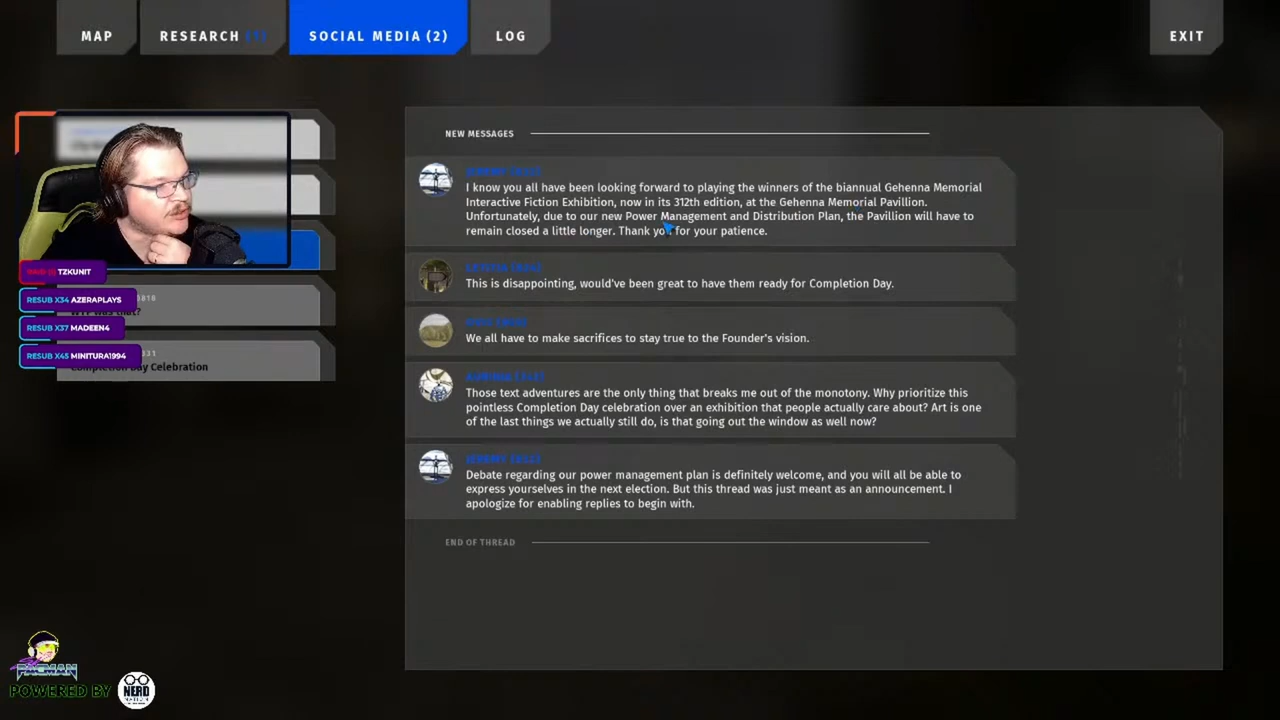 MAP
RESEARCH (1)
SOCIAL MEDIA (2)
LOG
EXIT
NEW MESSAGES
I know you all have been looking forward to playing the winners of the biannual Gehenna Memorial
Interactive Fiction Exhibition, now in its 312th edition, at the Gehenna Memorial Pavillion.
Unfortunately, due to our new Power Management and Distribution Plan, the Pavillion will have to
remain closed a little longer. Thank you for your patience.
This is disappointing, would've been great to have them ready for Completion Day.
We all have to make sacrifices to stay true to the Founder's vision.
Those text adventures are the only thing that breaks me out of the monotony. Why prioritize this
pointless Completion Day celebration over an exhibition that people actually care about? Art is one
of the last things we actually still do, is that going out the window as well now?
Debate regarding our power management plan is definitely welcome, and you will all be able to
express yourselves in the next election. But this thread was just meant as an announcement. I
apologize for enabling replies to begin with.
END OF THREAD
TZKUNIT
RESUB X34 AZERAPLAYS
RESUB X37 MADEEN4
RESUB X45 MINITURA1994
WTF was that?
Completion Day Celebration
PACMAN
POWERED BY
NERD
NATION